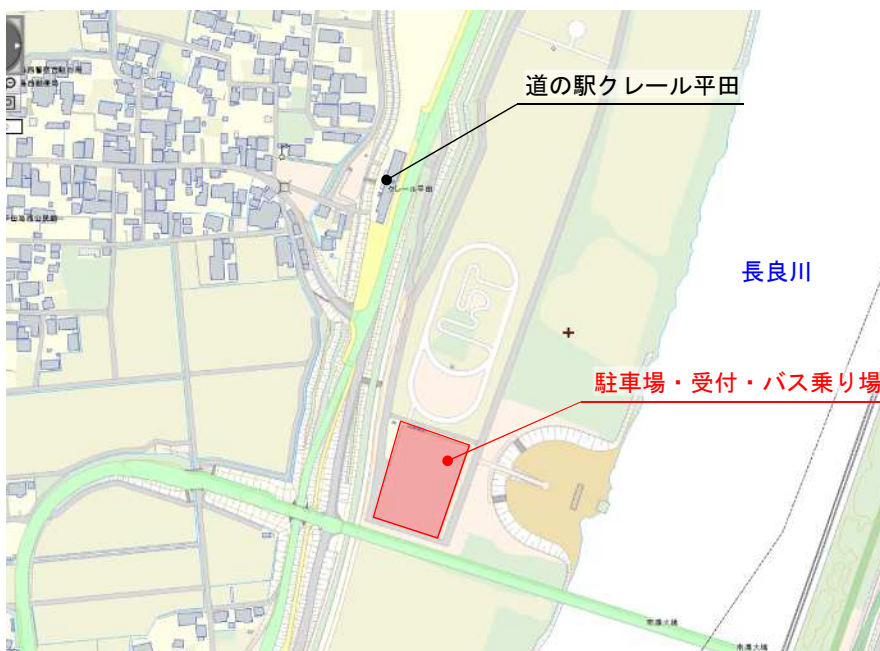 道の駅クレール平田
クレール平田
長良川
駐車場・受付・バス乗り場
南濃大橋
南濃大橋